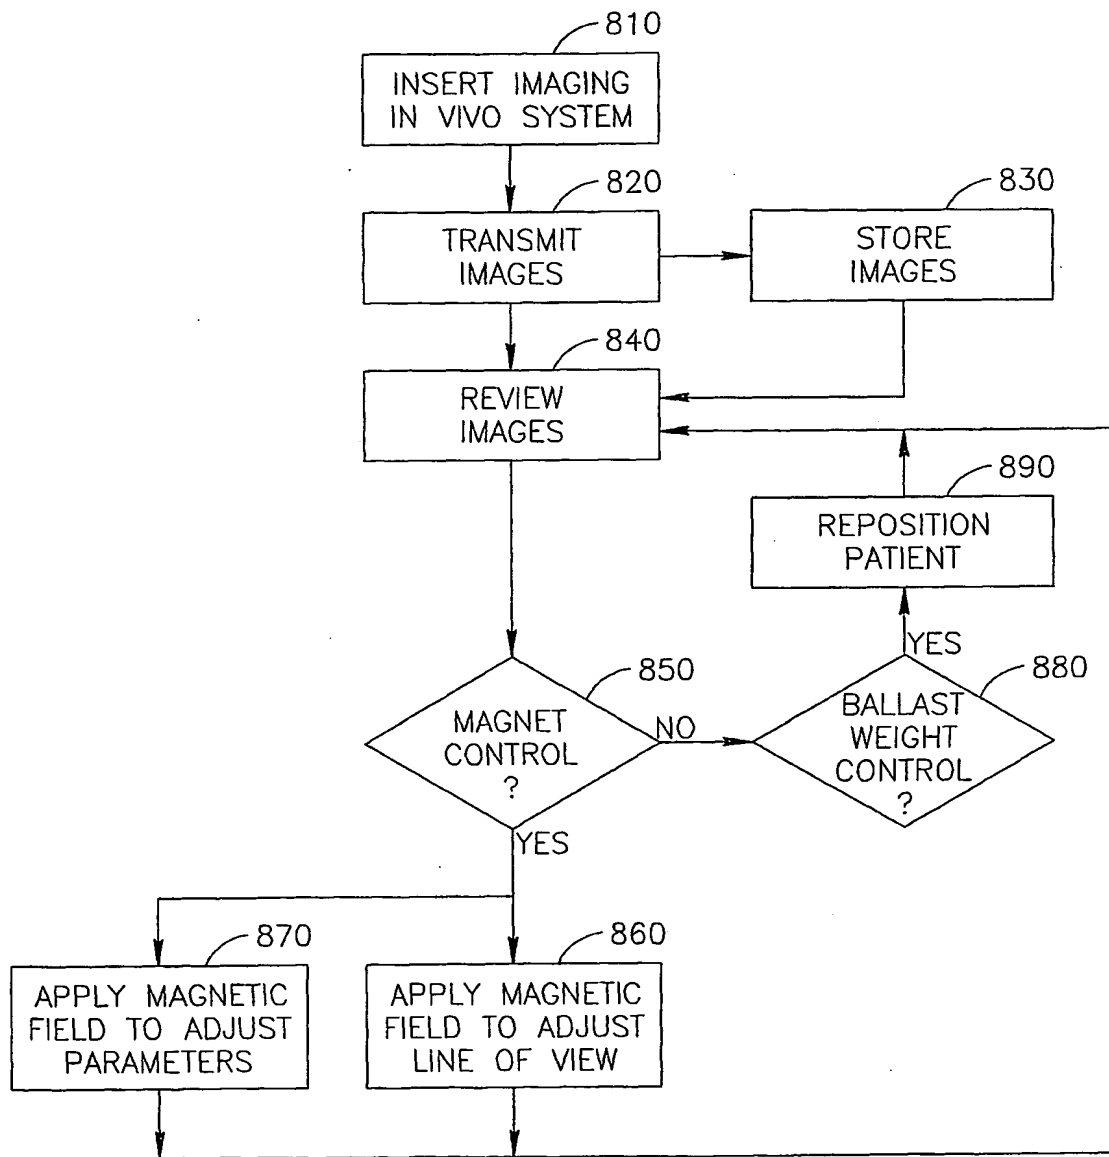 810
INSERT IMAGING
IN VIVO SYSTEM
820
TRANSMIT
IMAGES
830
STORE
IMAGES
840
REVIEW
IMAGES
890
REPOSITION
PATIENT
YES
850
MAGNET
CONTROL
?
NO
880
BALLAST
WEIGHT
CONTROL
?
YES
870
APPLY MAGNETIC
FIELD TO ADJUST
PARAMETERS
860
APPLY MAGNETIC
FIELD TO ADJUST
LINE OF VIEW